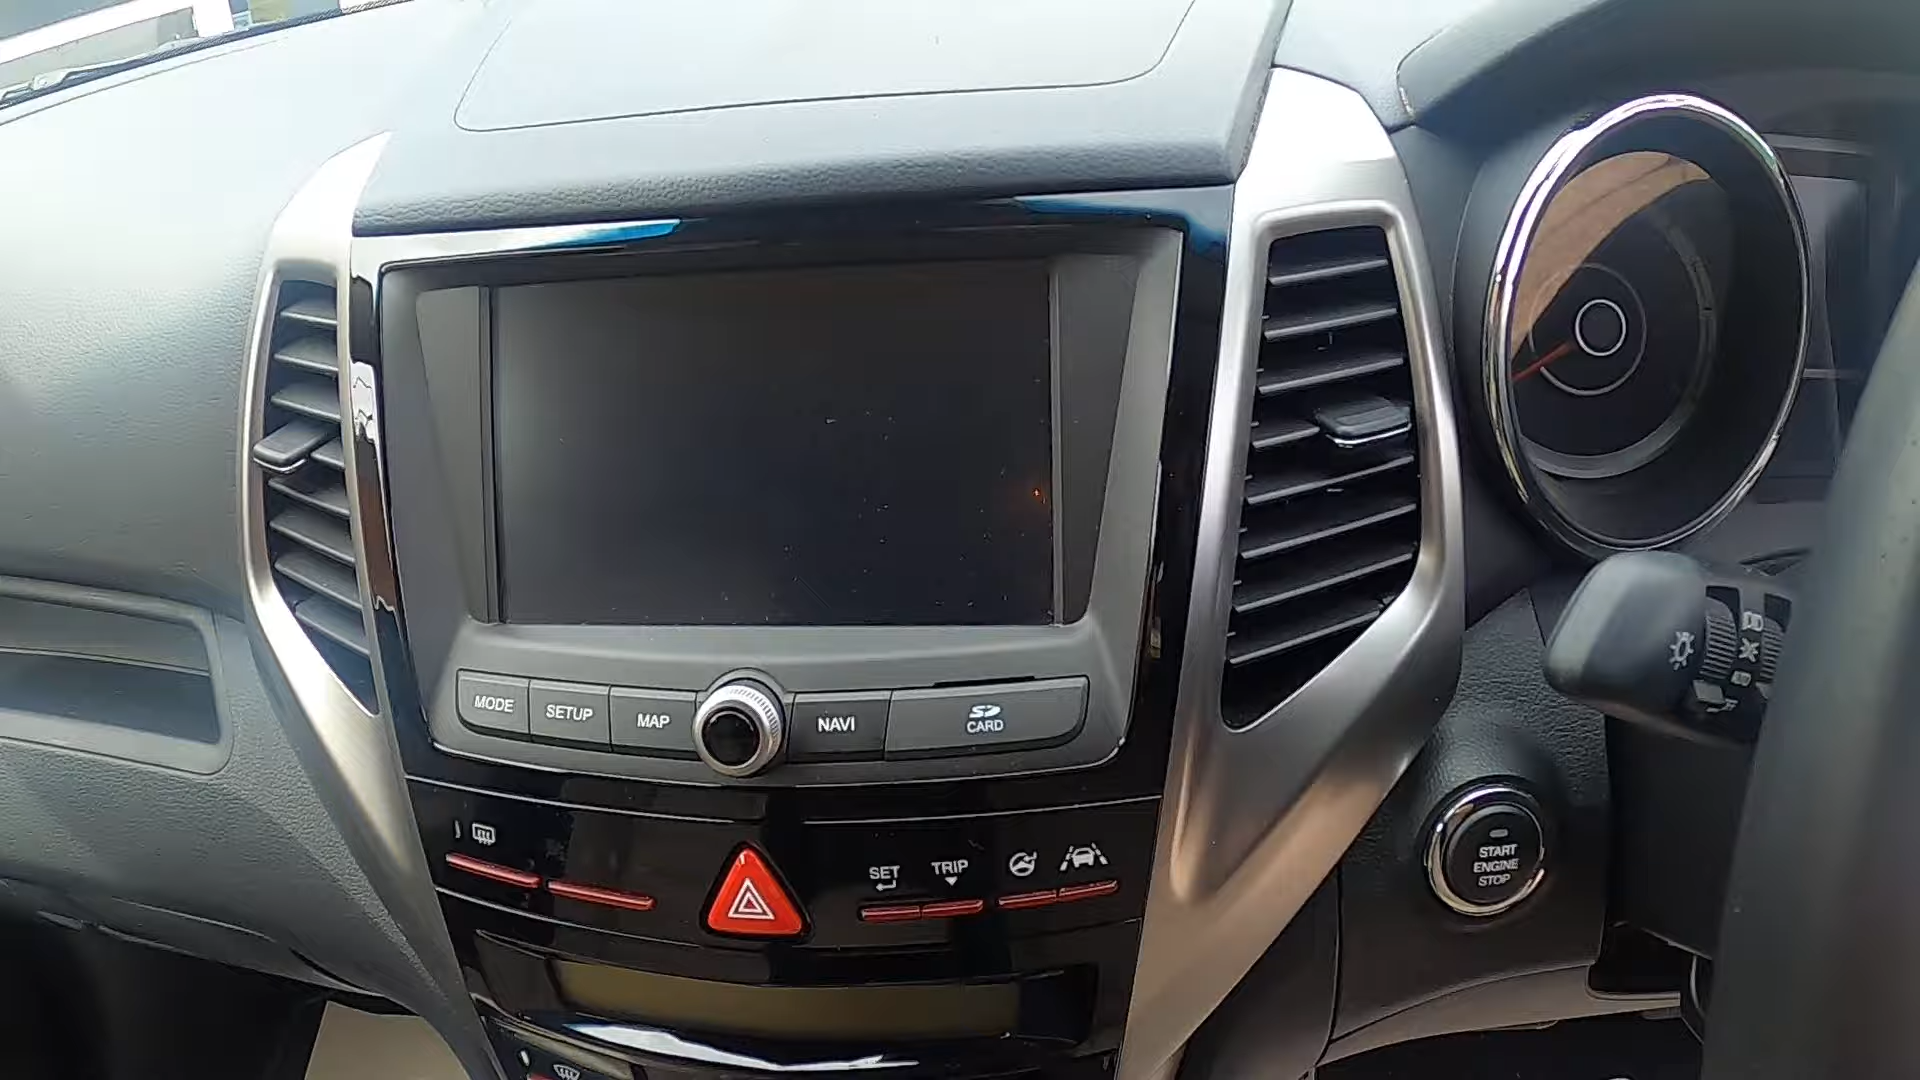 MODE
SETUP
MAP
NAVI
SD
CARD
SET
TRIP
START
ENGINE
STOP